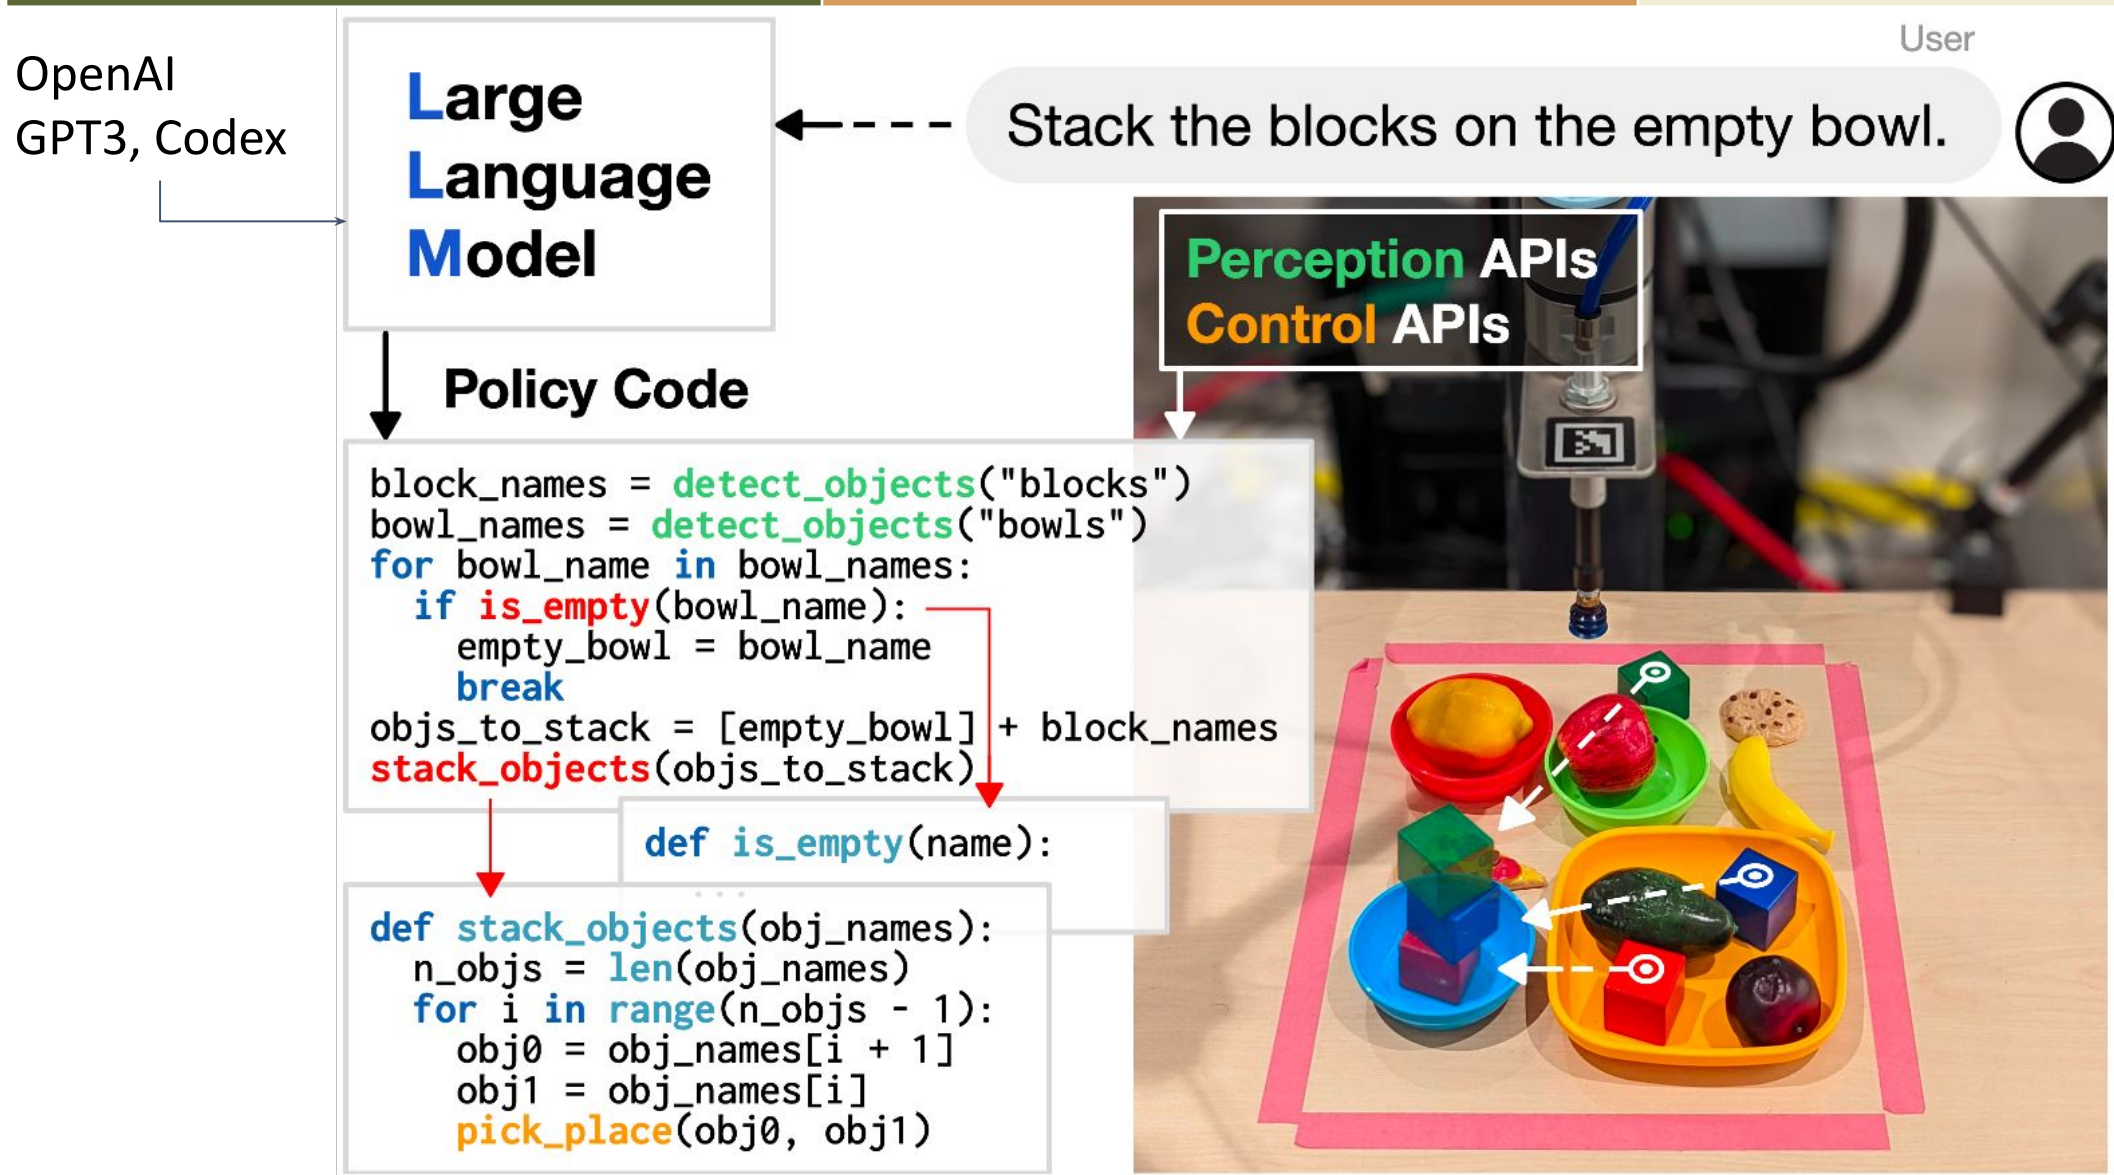 OpenAI
GPT3, Codex
Large
Language
Model
User
Stack the blocks on the empty bowl.
Perception APIs
Control APIs
Policy Code
block_names = detect_objects("blocks")
bowl_names = detect_objects("bowls")
for bowl_name in bowl_names:
  if is_empty(bowl_name):
    empty_bowl = bowl_name
    break
objs_to_stack = [empty_bowl] + block_names
stack_objects(objs_to_stack)
def is_empty(name):
...
def stack_objects(obj_names):
  n_objs = len(obj_names)
  for i in range(n_objs - 1):
    obj0 = obj_names[i + 1]
    obj1 = obj_names[i]
    pick_place(obj0, obj1)